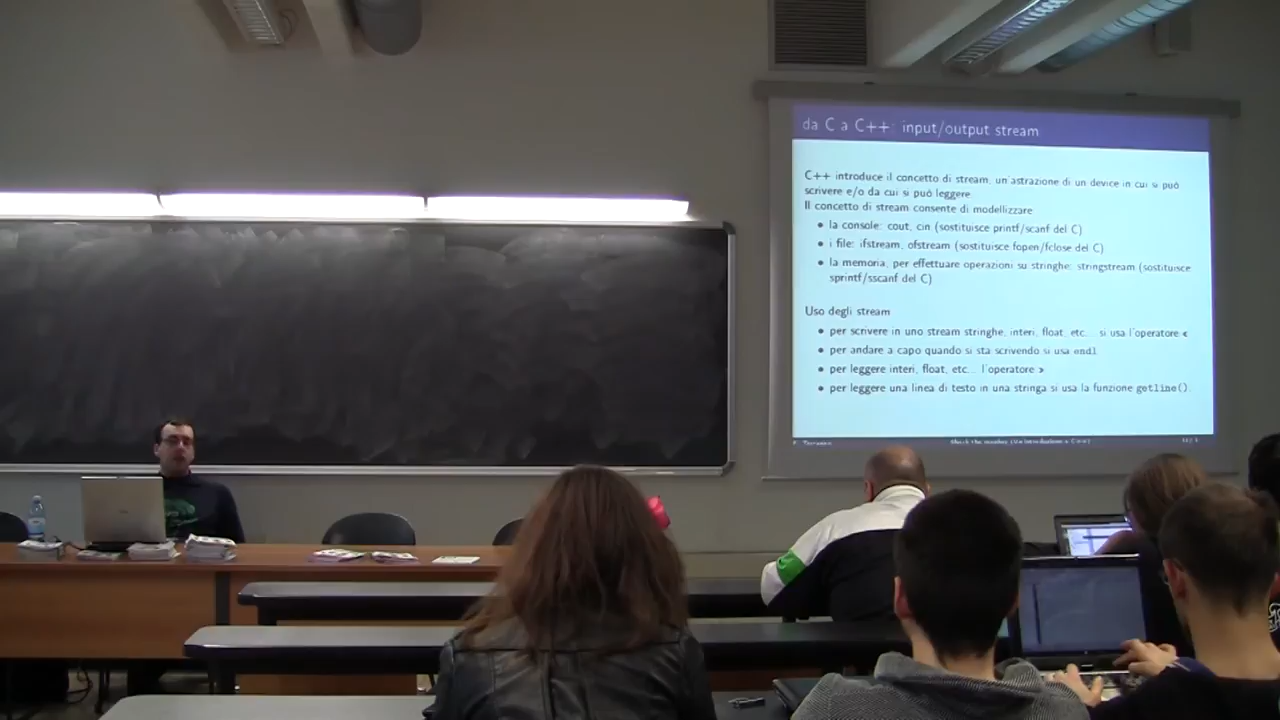 da C a C++: input/output stream
C++ introduce il concetto di stream, un'astrazione di un device in cui si può
scrivere e/o da cui si può leggere.
Il concetto di stream consente di modellizzare
• la console: cout, cin (sostituisce printf/scanf del C)
• i file: ifstream, ofstream (sostituisce fopen/fclose del C)
• la memoria, per effettuare operazioni su stringhe: stringstream (sostituisce
sprintf/sscanf del C)
Uso degli stream
• per scrivere in uno stream stringhe, interi, float, etc... si usa l'operatore «
• per andare a capo quando si sta scrivendo si usa endl
• per leggere interi, float, etc... l'operatore »
• per leggere una linea di testo in una stringa si usa la funzione getline().